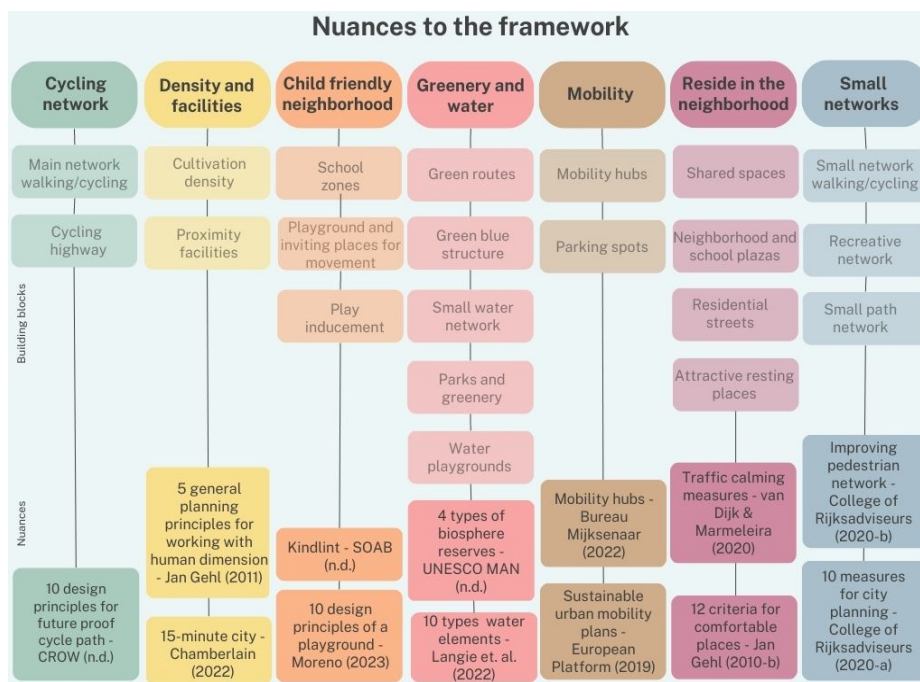 Nuances to the framework
Cycling
network
Main network
walking/cycling
Cycling
highway
10 design
principles for
future proof
cycle path -
CROW (n.d.)
Density and
facilities
Cultivation
density
Proximity
facilities
5 general
planning
principles for
working with
human dimension
- Jan Gehl (2011)
15-minute city -
Chamberlain
(2022)
Child friendly
neighborhood
School
zones
Playground and
inviting places for
movement
Play
inducement
Kindlint - SOAB
(n.d.)
10 design
principles of a
playground -
Moreno (2023)
Greenery and
water
Green routes
Green blue
structure
Small water
network
Parks and
greenery
Water
playgrounds
4 types of
biosphere
reserves -
UNESCO MAN
(n.d.)
10 types water
elements -
Langie et. al.
(2022)
Mobility
Mobility hubs
Parking spots
Mobility hubs -
Bureau
Mijksenaar
(2022)
Sustainable
urban mobility
plans -
European
Platform (2019)
Reside in the
neighborhood
Shared spaces
Neighborhood and
school plazas
Residential
streets
Attractive resting
places
Traffic calming
measures - van
Dijk &
Marmeleira
(2020)
12 criteria for
comfortable
places - Jan
Gehl (2010-b)
Small
networks
Small network
walking/cycling
Recreative
network
Small path
network
Improving
pedestrian
network -
College of
Rijksadviseurs
(2020-b)
10 measures
for city
planning -
College of
Rijksadviseurs
(2020-a)
Building blocks
Nuances